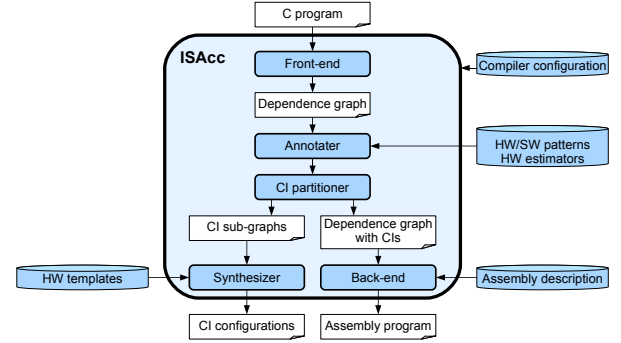 C program
ISAcc
Front-end
Compiler configuration
Dependence graph
Annotater
HW/SW patterns
HW estimators
CI partitioner
CI sub-graphs
Dependence graph
with CIs
HW templates
Synthesizer
Back-end
Assembly description
CI configurations
Assembly program